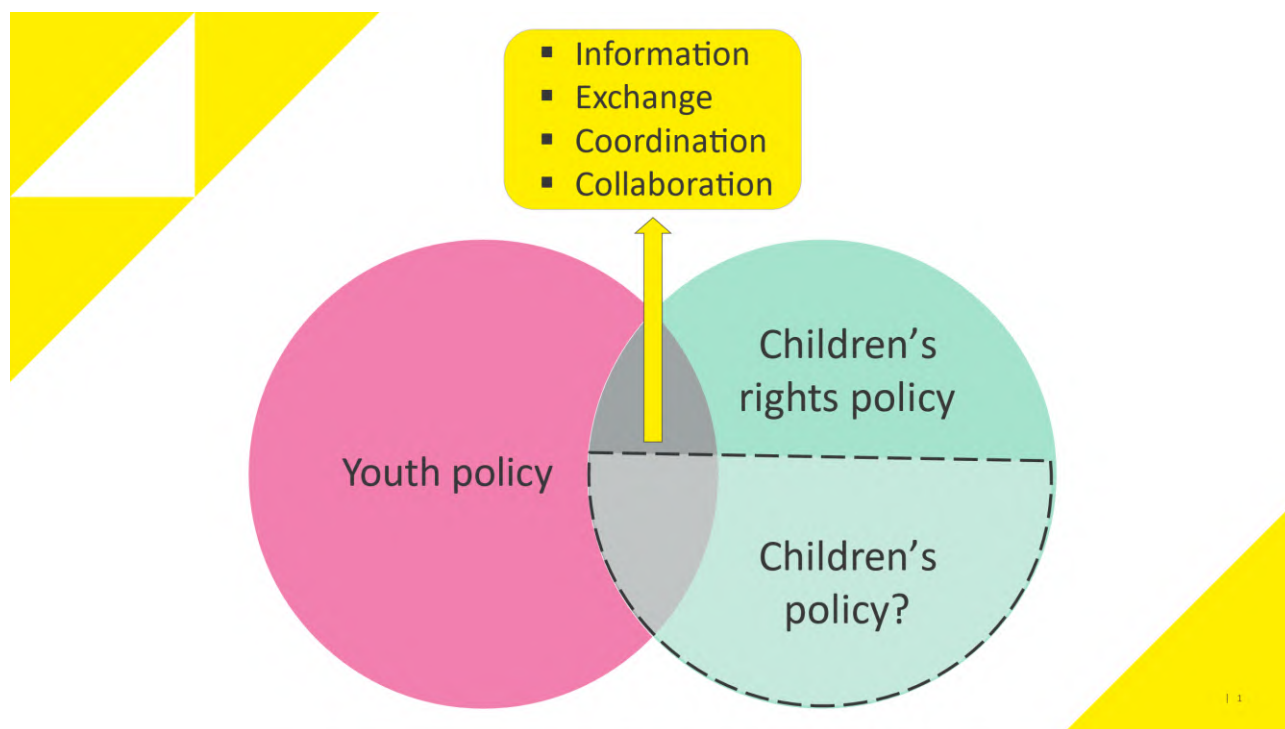 ▪ Information
▪ Exchange
▪ Coordination
▪ Collaboration
Children's
rights policy
Youth policy
Children's
policy?
| 1